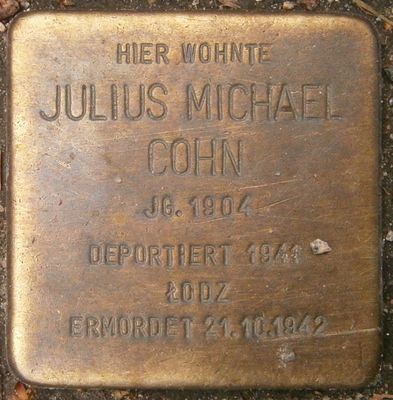 HIER WOHNTE
JULIUS MICHAEL
COHN
JG. 1904
DEPORTIERT 1941
ŁODZ
ERMORDET 21.10.1942